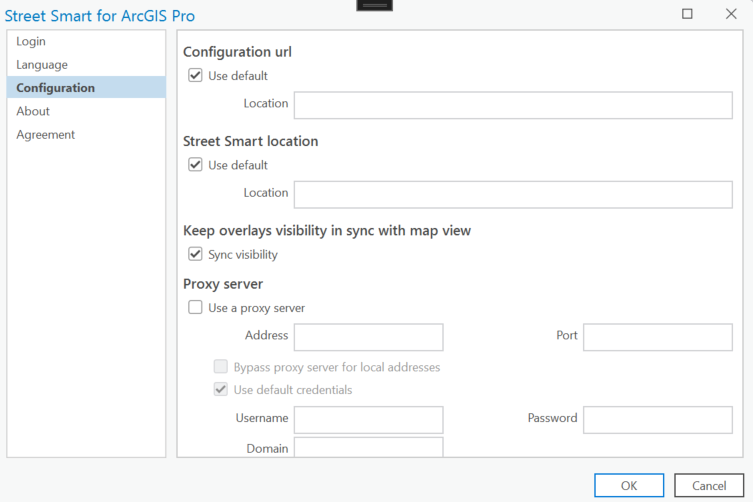 Street Smart for ArcGIS Pro
Login
Language
Configuration
About
Agreement
Configuration url
Use default
Location
Street Smart location
Use default
Location
Keep overlays visibility in sync with map view
Sync visibility
Proxy server
Use a proxy server
Address Port
Bypass proxy server for local addresses
Use default credentials
Username Password
Domain
OK Cancel